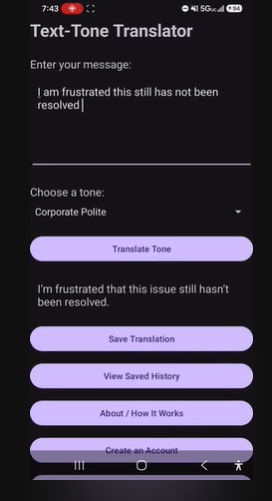 7:43
5G
94
Text-Tone Translator
Enter your message:
I am frustrated this still has not been
resolved
Choose a tone:
Corporate Polite
Translate Tone
I'm frustrated that this issue still hasn't
been resolved.
Save Translation
View Saved History
About / How It Works
Create an Account